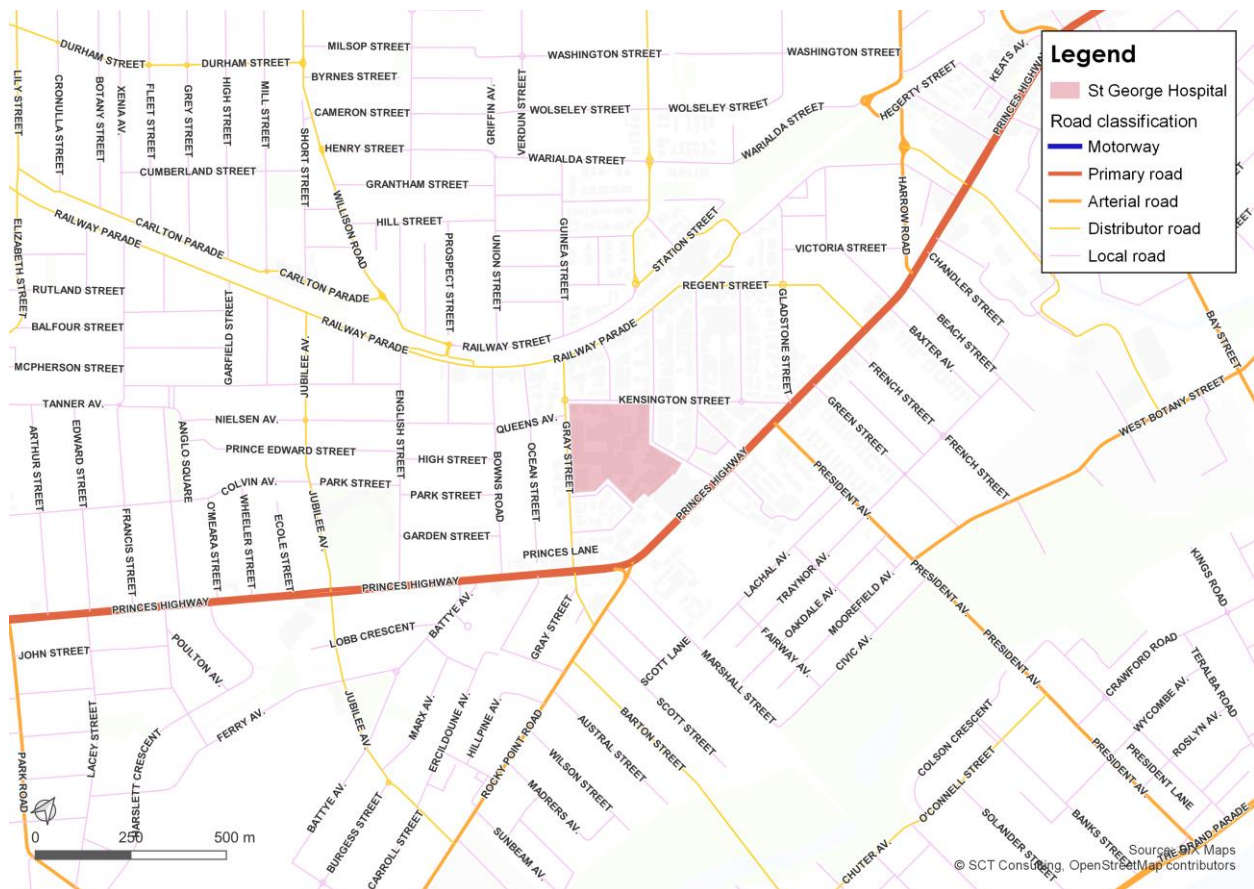 Legend
St George Hospital
Road classification
Motorway
Primary road
Arterial road
Distributor road
Local road
DURHAM STREET
DURHAM STREET
MILSOP STREET
WASHINGTON STREET
WASHINGTON STREET
KEATS AV.
LILY STREET
CRONULLA STREET
BOTANY STREET
XENIA AV.
FLEET STREET
GREY STREET
HIGH STREET
MILL STREET
BYRNES STREET
GRIFFIN AV.
VERDUN STREET
HEGERTY STREET
PRINCES HIGHWAY
CAMERON STREET
WOLSELEY STREET
WOLSELEY STREET
WARIALDA STREET
SHORT STREET
HENRY STREET
WARIALDA STREET
CUMBERLAND STREET
GRANTHAM STREET
HARROW ROAD
WILLISON ROAD
RAILWAY PARADE
CARLTON PARADE
HILL STREET
PROSPECT STREET
UNION STREET
GUINEA STREET
STATION STREET
VICTORIA STREET
CHANDLER STREET
ELIZABETH STREET
CARLTON PARADE
REGENT STREET
GLADSTONE STREET
RUTLAND STREET
BALFOUR STREET
GARFIELD STREET
RAILWAY PARADE
RAILWAY STREET
RAILWAY PARADE
BAXTER AV.
BEACH STREET
BAY STREET
MCPHERSON STREET
JUBILEE AV.
FRENCH STREET
WEST BOTANY STREET
TANNER AV.
NIELSEN AV.
ENGLISH STREET
QUEENS AV.
KENSINGTON STREET
GREEN STREET
FRENCH STREET
ARTHUR STREET
EDWARD STREET
ANGLO SQUARE
PRINCE EDWARD STREET
HIGH STREET
BOWNS ROAD
OCEAN STREET
GRAY STREET
PRINCES HIGHWAY
PRESIDENT AV.
COLVIN AV.
PARK STREET
PARK STREET
FRANCIS STREET
O'MEARA STREET
WHEELER STREET
ECOLE STREET
JUBILEE AV.
GARDEN STREET
PRINCES LANE
PRINCES HIGHWAY
PRINCES HIGHWAY
LACHAL AV.
TRAYNOR AV.
OAKDALE AV.
MOOREFIELD AV.
PRESIDENT AV.
KINGS ROAD
JOHN STREET
POULTON AV.
LOBB CRESCENT
BATTYE AV.
GRAY STREET
SCOTT LANE
MARSHALL STREET
FAIRWAY AV.
CIVIC AV.
PRESIDENT AV.
CRAWFORD ROAD
TERALBA ROAD
WYCOMBE AV.
ROSLYN AV.
PARK ROAD
LACEY STREET
FERRY AV.
JUBILEE AV.
MARX AV.
ERCILDOUNE AV.
HILLPINE AV.
ROCKY POINT ROAD
AUSTRAL STREET
BARTON STREET
SCOTT STREET
COLSON CRESCENT
PRESIDENT AV.
PRESIDENT LANE
BATTYE AV.
BURGESS STREET
CARROLL STREET
WILSON STREET
MADRERS AV.
SUNBEAM AV.
O'CONNELL STREET
CHUTER AV.
SOLANDER STREET
BANKS STREET
THE GRAND PARADE
0 250 500 m
© SCT Consulting, OpenStreetMap contributors